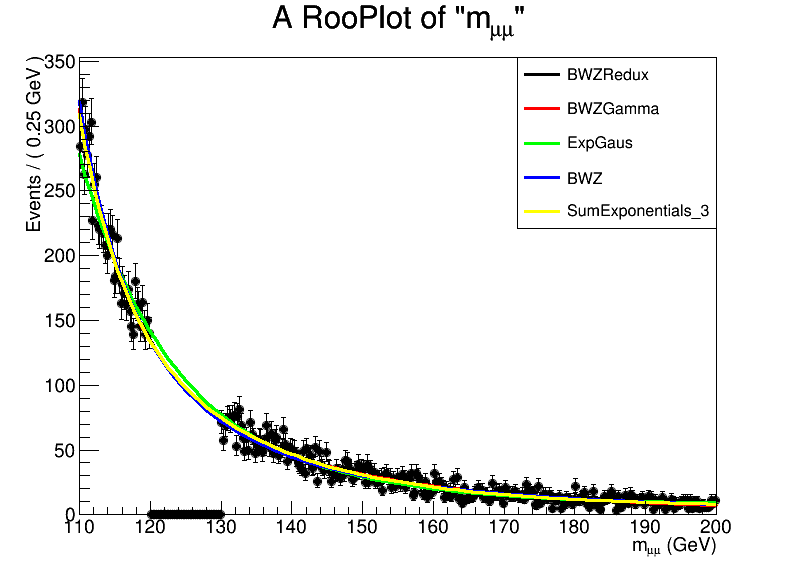 A RooPlot of "mμμ"
Events / ( 0.25 GeV )
350
300
250
200
150
100
50
0
BWZRedux
BWZGamma
ExpGaus
BWZ
SumExponentials_3
110 120 130 140 150 160 170 180 190 200
mμμ (GeV)